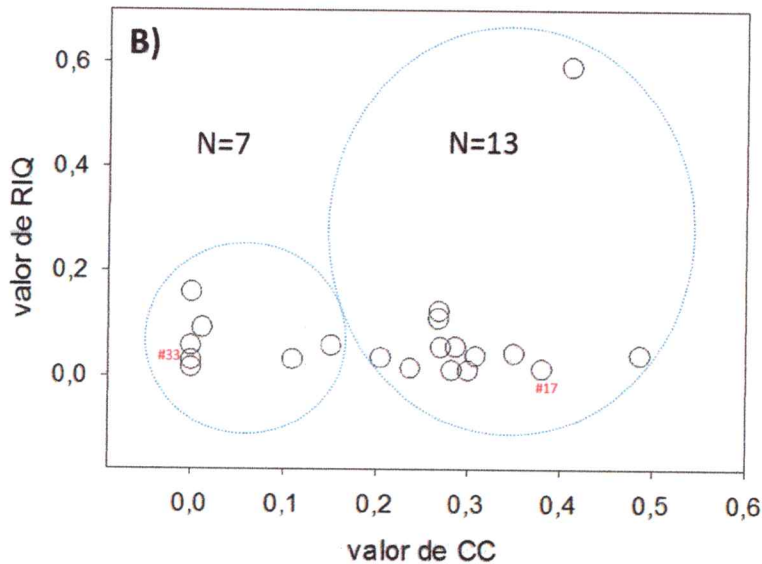 B)
N=7
N=13
valor de RIQ
0,6
0,4
0,2
0,0
#33
#17
0,0 0,1 0,2 0,3 0,4 0,5 0,6
valor de CC